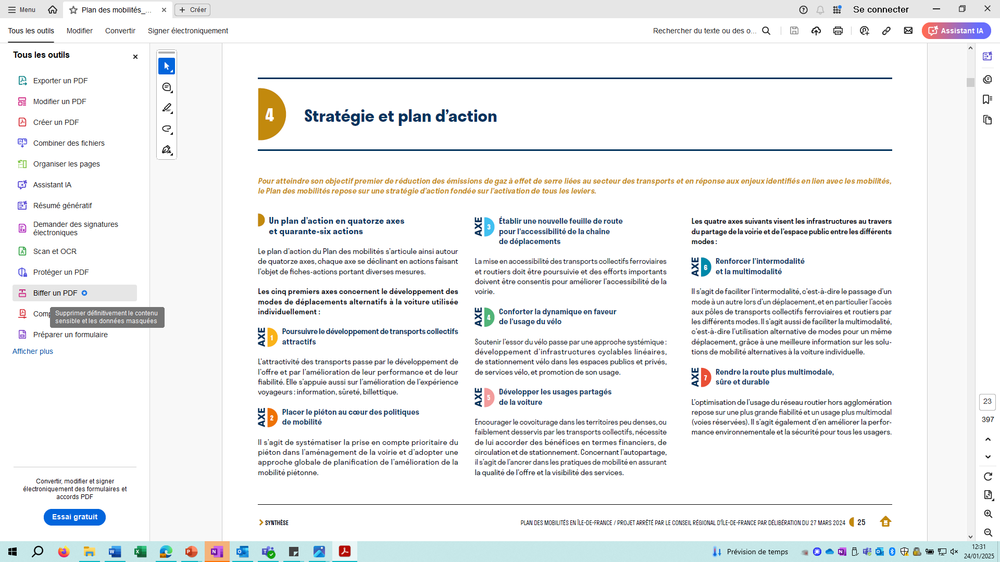 Menu
Plan des mobilités_...
Créer
Se connecter
Tous les outils
Modifier
Convertir
Signer électroniquement
Rechercher du texte ou des o...
Assistant IA
Tous les outils
Exporter un PDF
Modifier un PDF
Créer un PDF
Combiner des fichiers
Organiser les pages
Assistant IA
Résumé génératif
Demander des signatures
électroniques
Scan et OCR
Protéger un PDF
Biffer un PDF
Comp
Supprimer définitivement le contenu
sensible et les données masquées
Préparer un formulaire
Afficher plus
Convertir, modifier et signer
électroniquement des formulaires et
accords PDF
Essai gratuit
4
Stratégie et plan d’action
Pour atteindre son objectif premier de réduction des émissions de gaz à effet de serre liées au secteur des transports et en réponse aux enjeux identifiés en lien avec les mobilités,
le Plan des mobilités repose sur une stratégie d’action fondée sur l’activation de tous les leviers.
Un plan d’action en quatorze axes
et quarante-six actions
Le plan d’action du Plan des mobilités s’articule ainsi autour
de quatorze axes, chaque axe se déclinant en actions faisant
l’objet de fiches-actions portant diverses mesures.
Les cinq premiers axes concernent le développement des
modes de déplacements alternatifs à la voiture utilisée
individuellement :
AXE 1
Poursuivre le développement de transports collectifs
attractifs
L’attractivité des transports passe par le développement de
l’offre et par l’amélioration de leur performance et de leur
fiabilité. Elle s’appuie aussi sur l’amélioration de l’expérience
voyageurs : information, sûreté, billettique.
AXE 2
Placer le piéton au cœur des politiques
de mobilité
Il s’agit de systématiser la prise en compte prioritaire du
piéton dans l’aménagement de la voirie et d’adopter une
approche globale de planification de l’amélioration de la
mobilité piétonne.
AXE 3
Établir une nouvelle feuille de route
pour l’accessibilité de la chaîne
de déplacements
La mise en accessibilité des transports collectifs ferroviaires
et routiers doit être poursuivie et des efforts importants
doivent être consentis pour améliorer l’accessibilité de la
voirie.
AXE 4
Conforter la dynamique en faveur
de l’usage du vélo
Soutenir l’essor du vélo passe par une approche systémique :
développement d’infrastructures cyclables linéaires,
de stationnement vélo dans les espaces publics et privés,
de services vélo, et promotion de son usage.
AXE 5
Développer les usages partagés
de la voiture
Encourager le covoiturage dans les territoires peu denses, ou
faiblement desservis par les transports collectifs, nécessite
de lui accorder des bénéfices en termes financiers, de
circulation et de stationnement. Concernant l’autopartage,
il s’agit de l’ancrer dans les pratiques de mobilité en assurant
la qualité de l’offre et la visibilité des services.
Les quatre axes suivants visent les infrastructures au travers
du partage de la voirie et de l’espace public entre les différents
modes :
AXE 6
Renforcer l’intermodalité
et la multimodalité
Il s’agit de faciliter l’intermodalité, c’est-à-dire le passage d’un
mode à un autre lors d’un déplacement, et en particulier l’accès
aux pôles de transports collectifs ferroviaires et routiers par
les différents modes. Il s’agit aussi de faciliter la multimodalité,
c’est-à-dire l’utilisation alternative de modes pour un même
déplacement, grâce à une meilleure information sur les solu-
tions de mobilité alternatives à la voiture individuelle.
AXE 7
Rendre la route plus multimodale,
sûre et durable
L’optimisation de l’usage du réseau routier hors agglomération
repose sur une plus grande fiabilité et un usage plus multimodal
(voies réservées). Il s’agit également d’en améliorer la perfor-
mance environnementale et la sécurité pour tous les usagers.
SYNTHÈSE
PLAN DES MOBILITÉS EN ÎLE-DE-FRANCE / PROJET ARRÊTÉ PAR LE CONSEIL RÉGIONAL D’ÎLE-DE-FRANCE PAR DÉLIBÉRATION DU 27 MARS 2024
25
23
397
Prévision de temps
12:31
24/01/2025